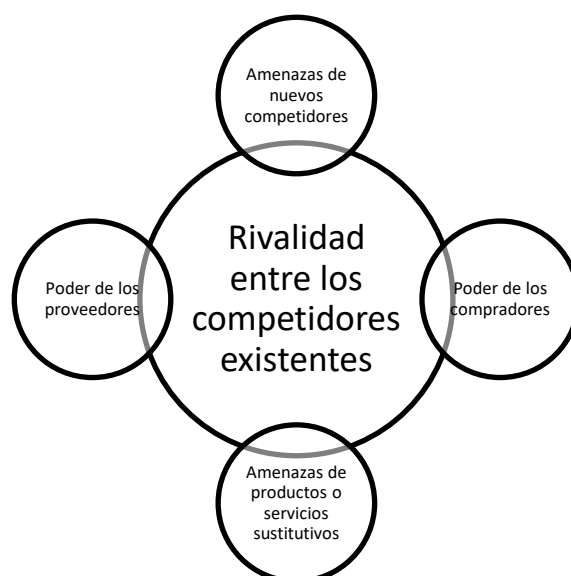 Amenazas de
nuevos
competidores
Rivalidad
entre los
competidores
existentes
Poder de los
proveedores
Poder de los
compradores
Amenazas de
productos o
servicios
sustitutivos